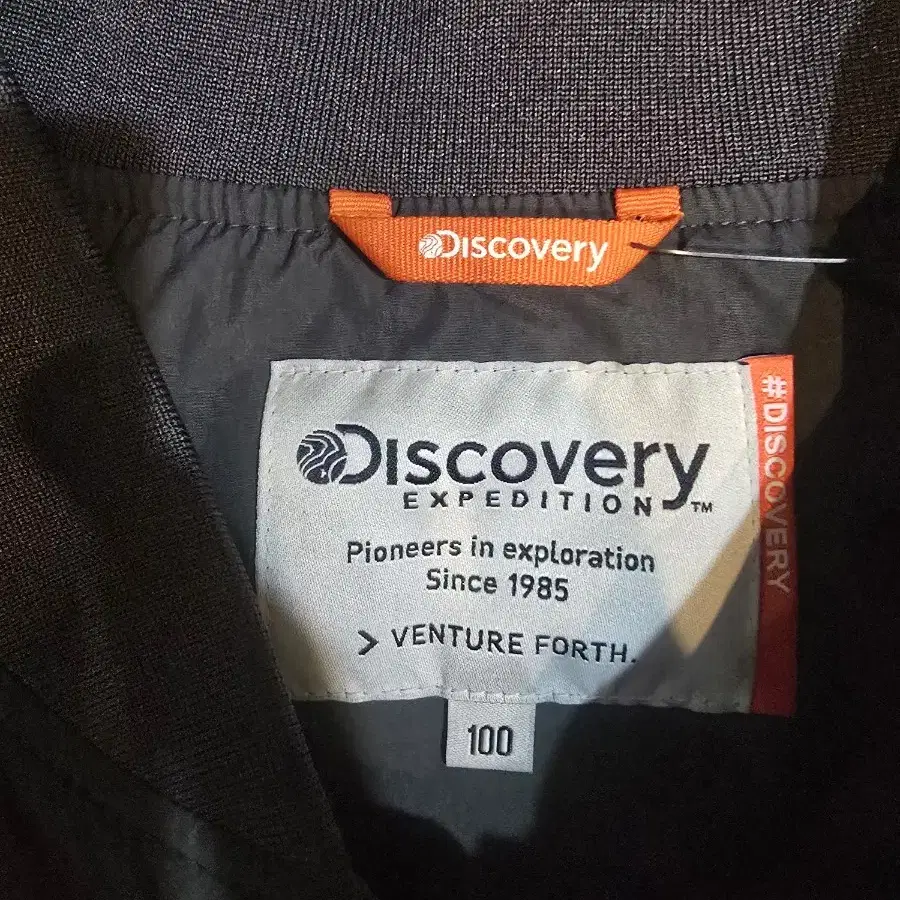 Discovery
Discovery
EXPEDITION™
Pioneers in exploration
Since 1985
> VENTURE FORTH.
#DISCOVERY
100